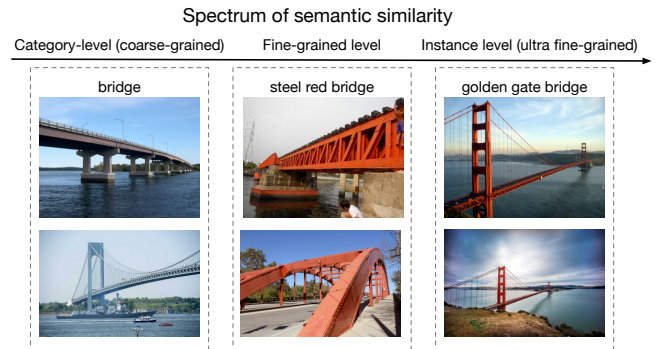 Spectrum of semantic similarity
Category-level (coarse-grained) Fine-grained level Instance level (ultra fine-grained)
bridge steel red bridge golden gate bridge